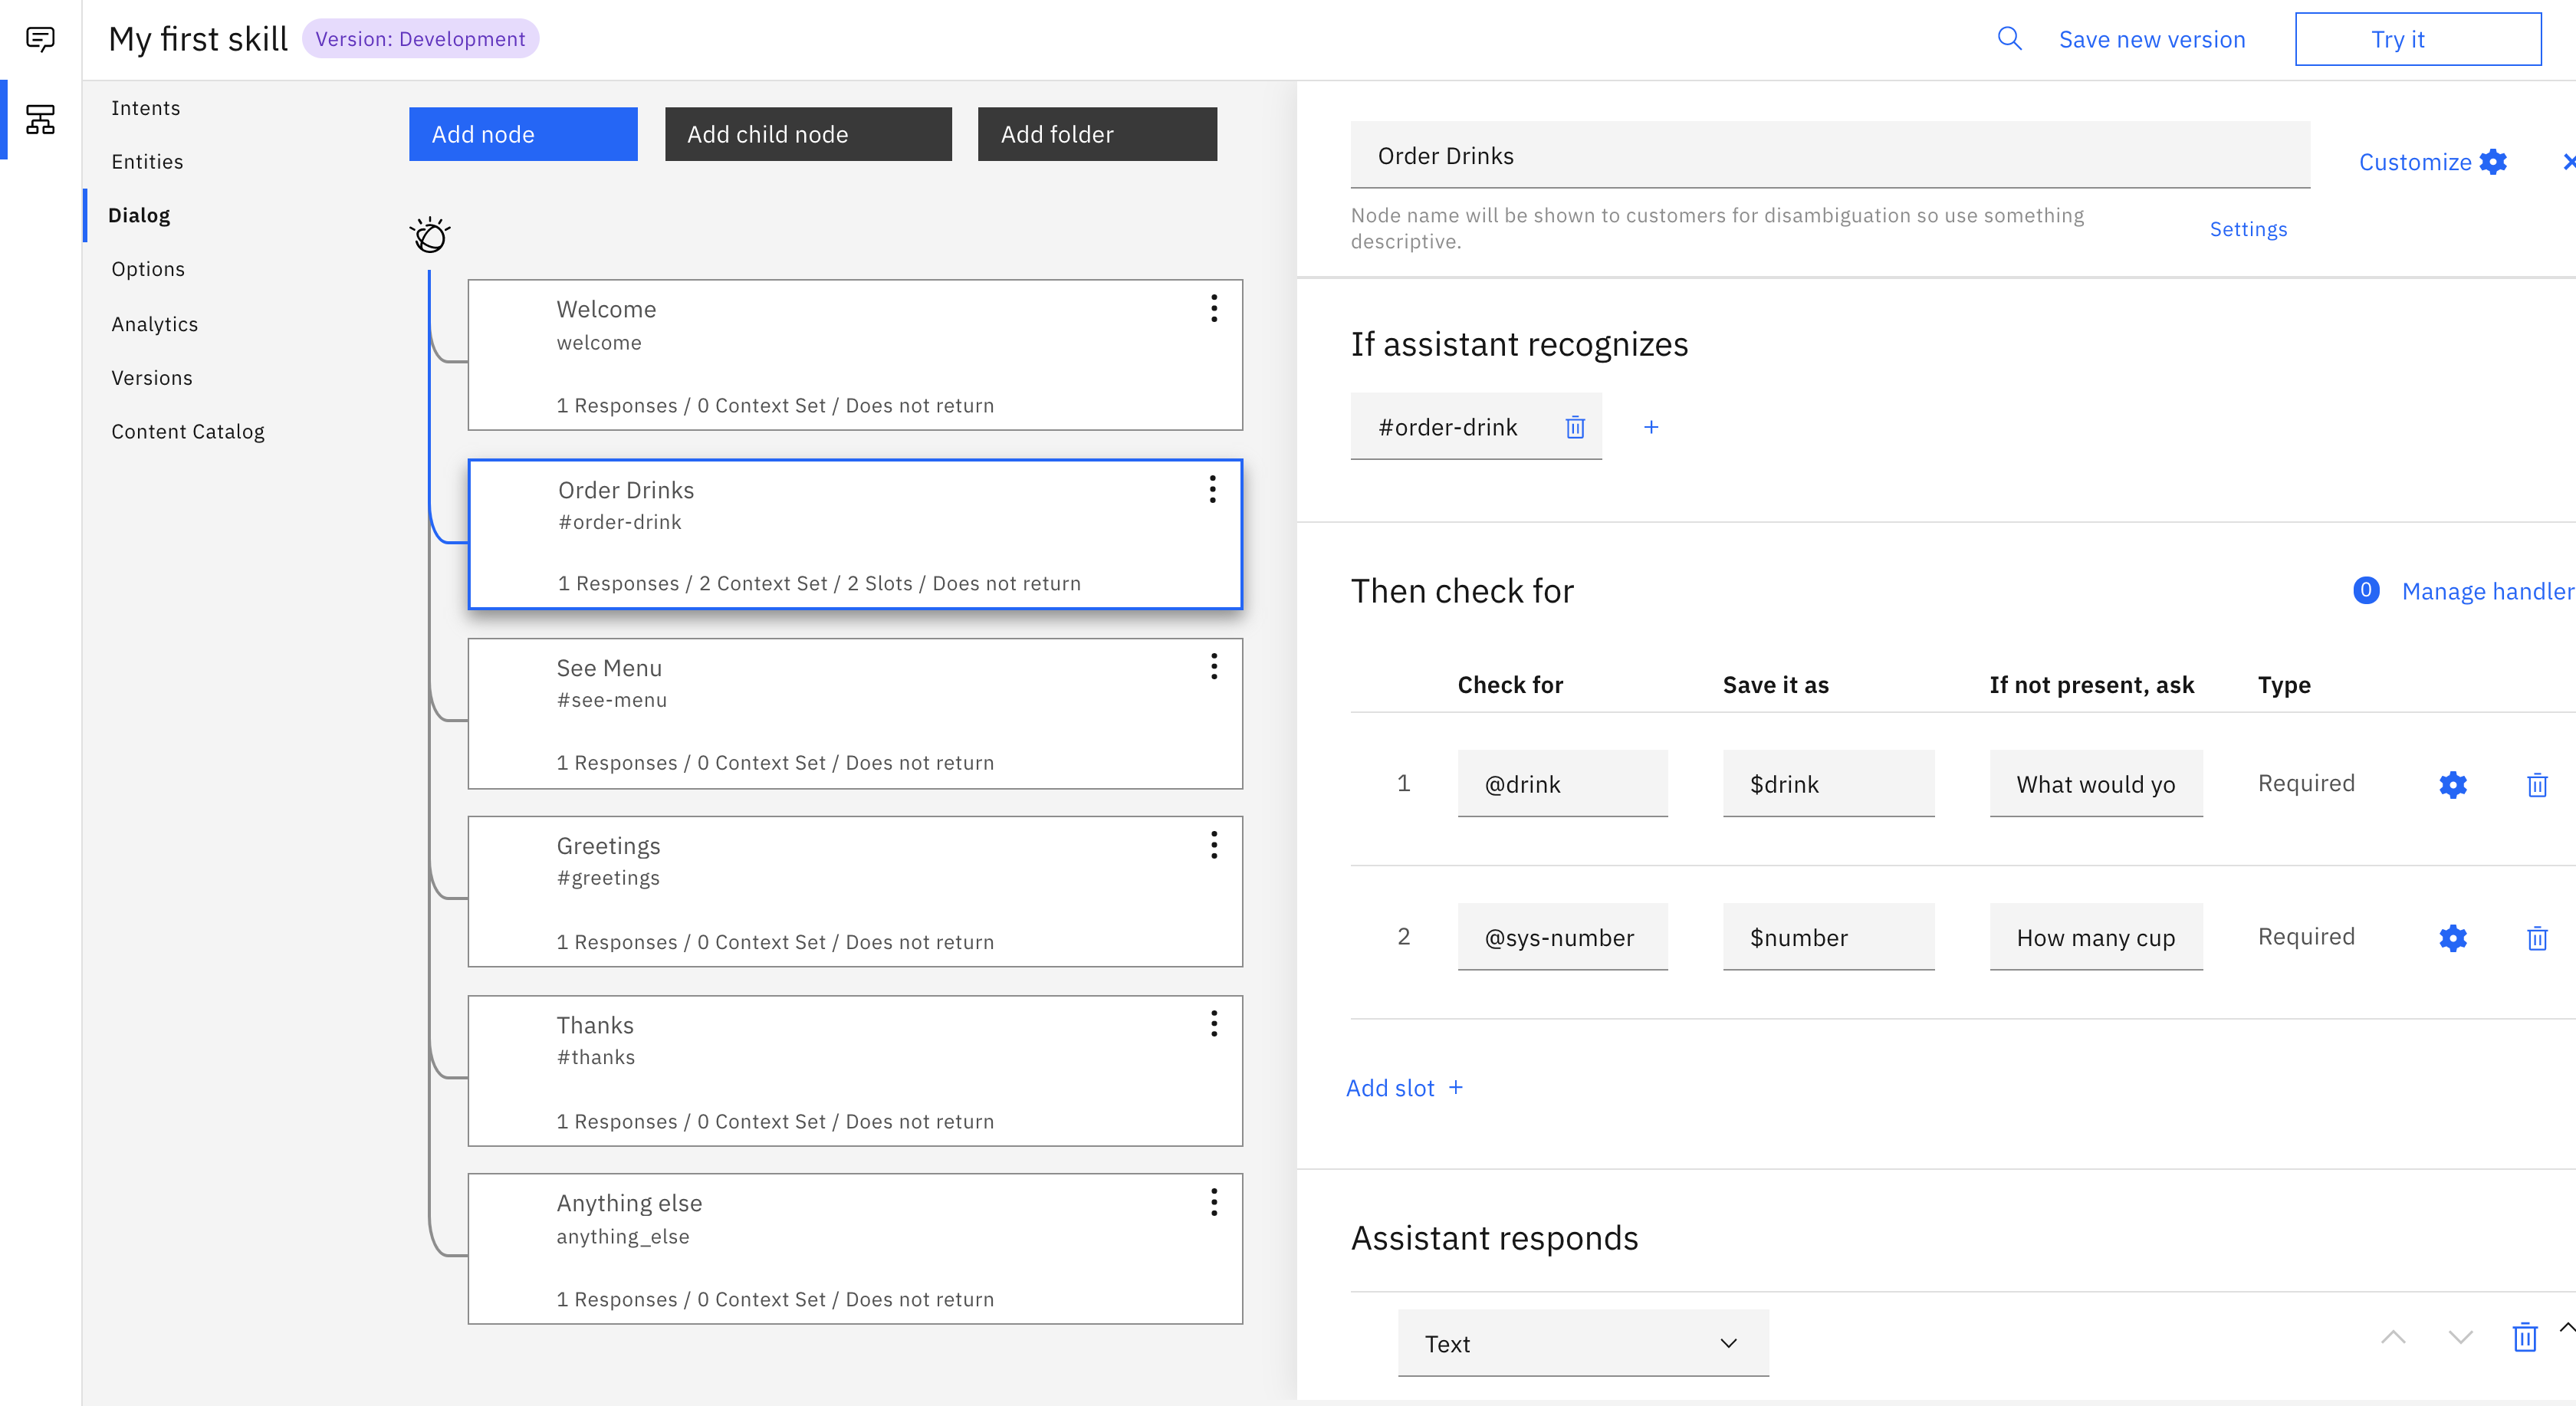 My first skill
Version: Development
Save new version
Try it
Intents
Entities
Dialog
Options
Analytics
Versions
Content Catalog
Add node
Add child node
Add folder
Welcome
welcome
1 Responses / 0 Context Set / Does not return
Order Drinks
#order-drink
1 Responses / 2 Context Set / 2 Slots / Does not return
See Menu
#see-menu
1 Responses / 0 Context Set / Does not return
Greetings
#greetings
1 Responses / 0 Context Set / Does not return
Thanks
#thanks
1 Responses / 0 Context Set / Does not return
Anything else
anything_else
1 Responses / 0 Context Set / Does not return
Order Drinks
Customize
Node name will be shown to customers for disambiguation so use something
descriptive.
Settings
If assistant recognizes
#order-drink
Then check for
0 Manage handler
Check for Save it as If not present, ask Type
1 @drink $drink What would yo Required
2 @sys-number $number How many cup Required
Add slot +
Assistant responds
Text